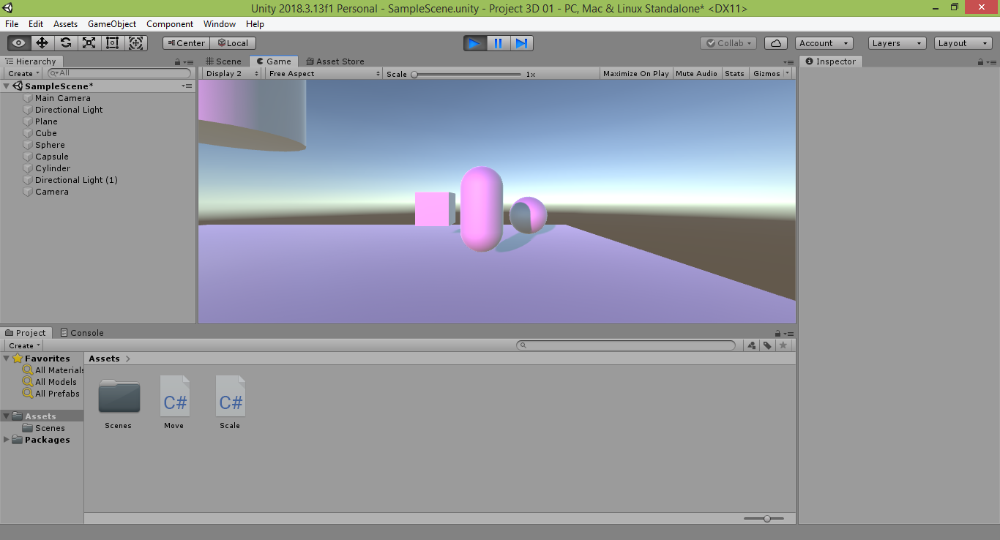 Unity 2018.3.13f1 Personal - SampleScene.unity - Project 3D 01 - PC, Mac & Linux Standalone* <DX11>
File Edit Assets GameObject Component Window Help
Center Local Collab Account Layers Layout
Hierarchy Scene Game Asset Store Inspector
Create All Display 2 Free Aspect Scale 1x Maximize On Play Mute Audio Stats Gizmos
SampleScene*
Main Camera
Directional Light
Plane
Cube
Sphere
Capsule
Cylinder
Directional Light (1)
Camera
Project Console
Create
Favorites Assets
All Materials
All Models
All Prefabs
Assets
Scenes
Packages
C# C#
Scenes Move Scale